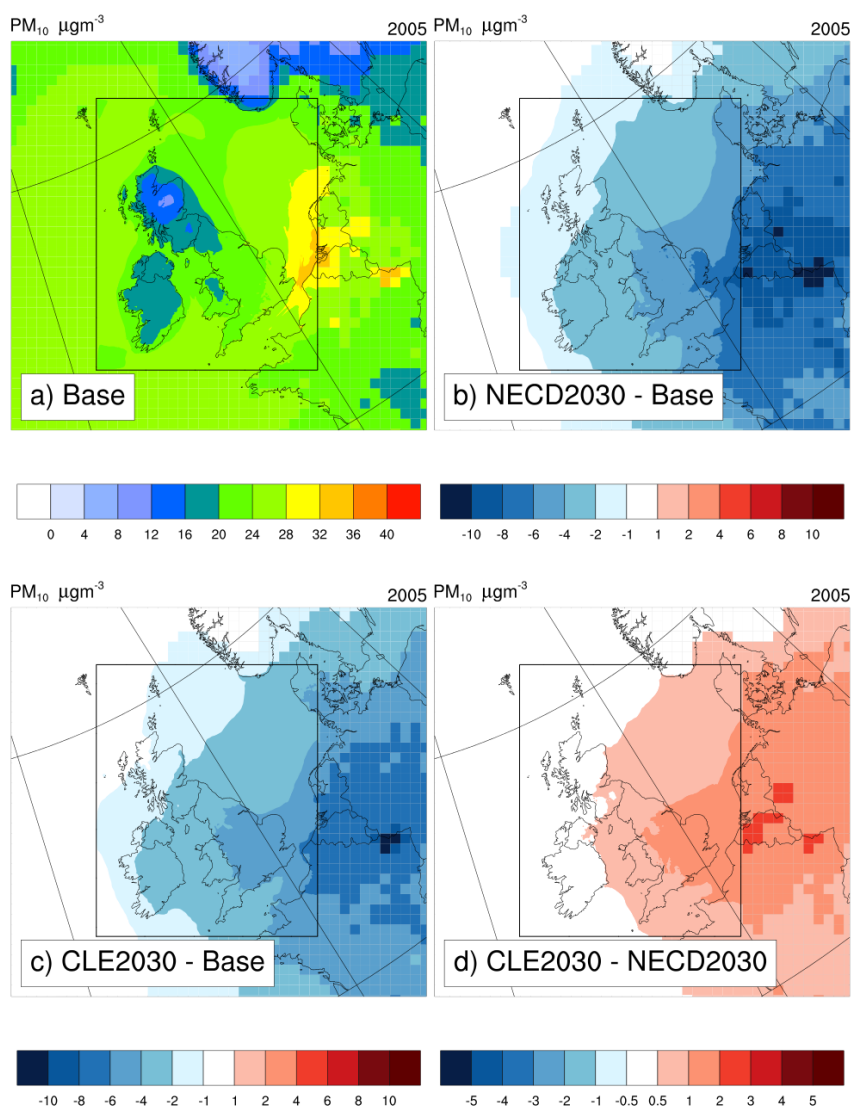 PM₁₀ μgm⁻³ 2005
PM₁₀ μgm⁻³ 2005
a) Base
b) NECD2030 - Base
0 4 8 12 16 20 24 28 32 36 40
-10 -8 -6 -4 -2 -1 1 2 4 6 8 10
PM₁₀ μgm⁻³ 2005
PM₁₀ μgm⁻³ 2005
c) CLE2030 - Base
d) CLE2030 - NECD2030
-10 -8 -6 -4 -2 -1 1 2 4 6 8 10
-5 -4 -3 -2 -1 -0.5 0.5 1 2 3 4 5